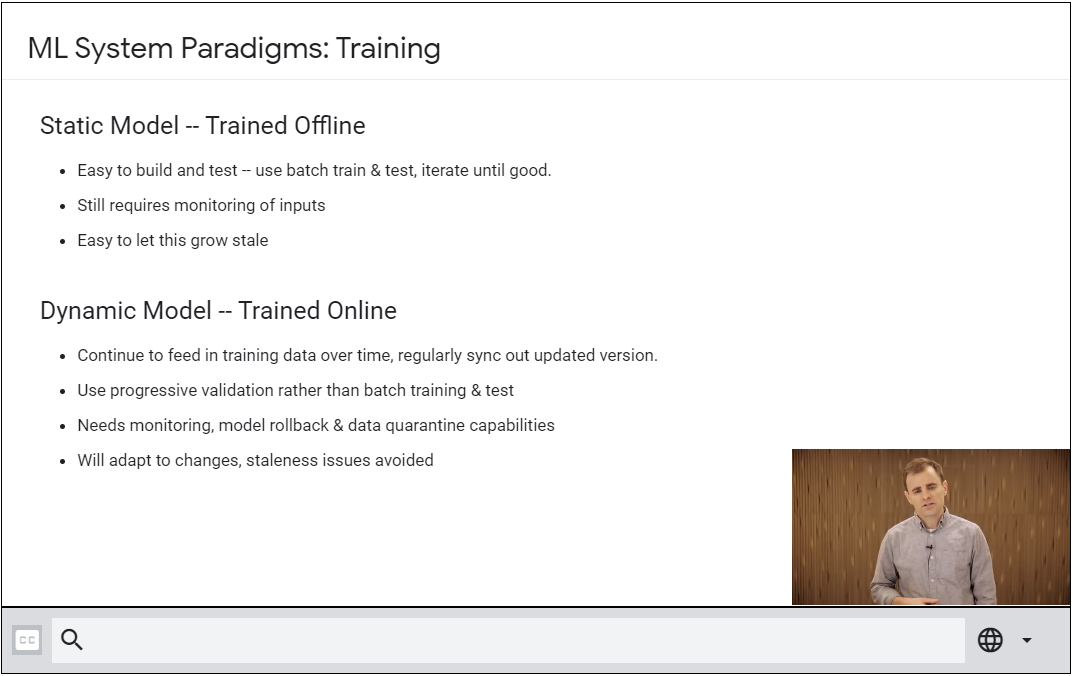 ML System Paradigms: Training
Static Model -- Trained Offline
• Easy to build and test -- use batch train & test, iterate until good.
• Still requires monitoring of inputs
• Easy to let this grow stale
Dynamic Model -- Trained Online
• Continue to feed in training data over time, regularly sync out updated version.
• Use progressive validation rather than batch training & test
• Needs monitoring, model rollback & data quarantine capabilities
• Will adapt to changes, staleness issues avoided
CC